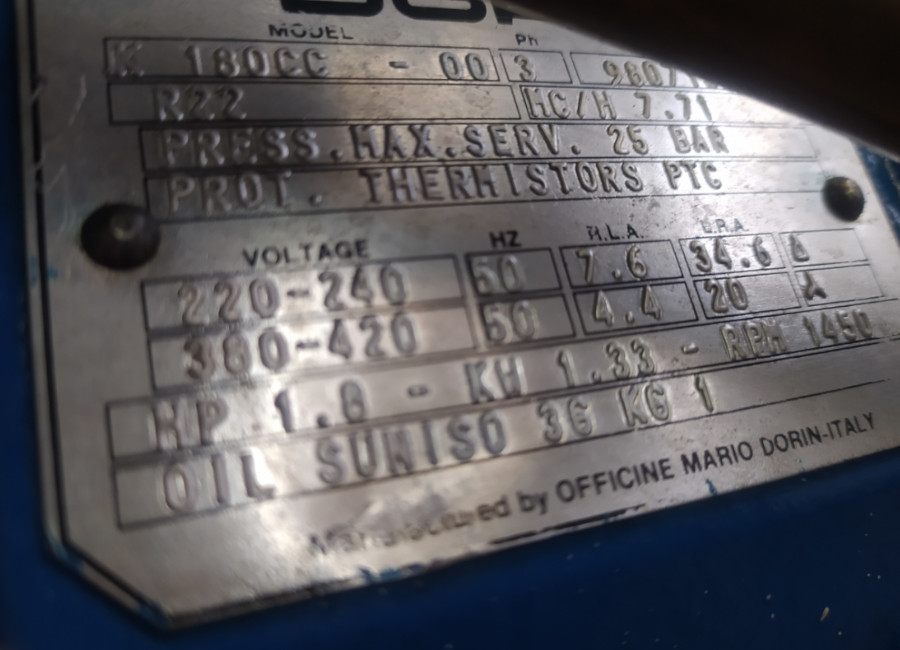 MODEL Ph
K 180CC - 00 3
R22 MC/H 7.71
PRESS.MAX.SERV. 25 BAR
PROT. THERMISTORS PTC
VOLTAGE HZ R.L.A. L.R.A.
220-240 50 7.6 34.6 Δ
380-420 50 4.4 20 Y
HP 1.8 - KW 1.33 - RPM 1450
OIL SUNISO 3G KG 1
Manufactured by OFFICINE MARIO DORIN-ITALY